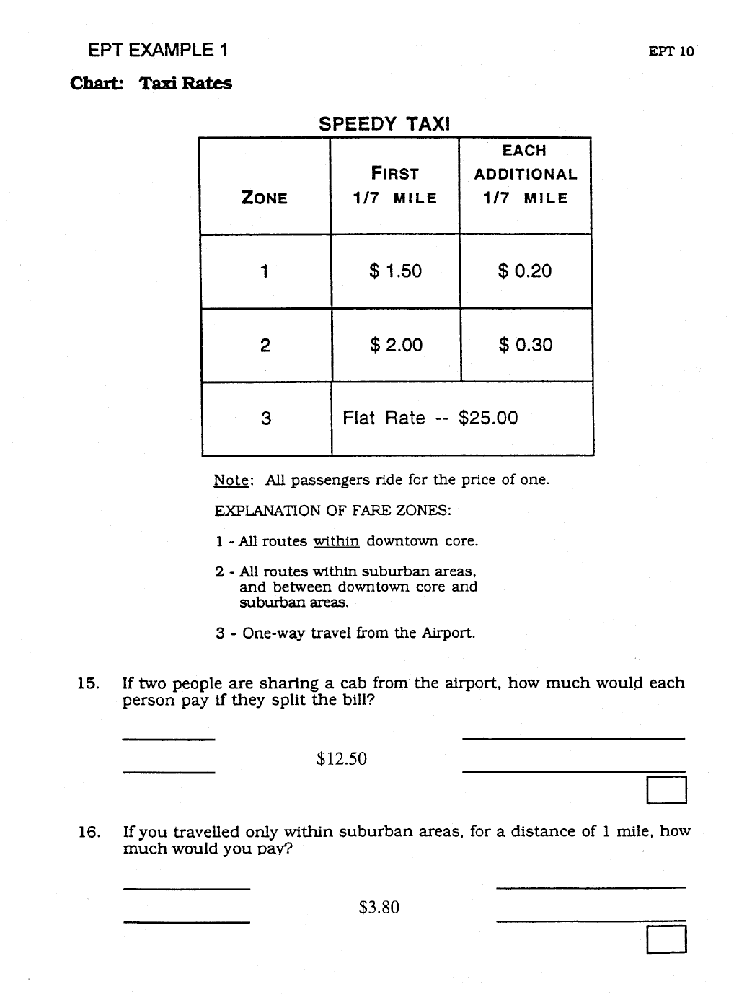 EPT EXAMPLE 1
EPT 10
Chart: Taxi Rates
SPEEDY TAXI
ZONE
FIRST
1/7 MILE
EACH
ADDITIONAL
1/7 MILE
1
$ 1.50
$ 0.20
2
$ 2.00
$ 0.30
3
Flat Rate -- $25.00
Note: All passengers ride for the price of one.
EXPLANATION OF FARE ZONES:
1 - All routes within downtown core.
2 - All routes within suburban areas,
and between downtown core and
suburban areas.
3 - One-way travel from the Airport.
15. If two people are sharing a cab from the airport, how much would each
person pay if they split the bill?
$12.50
16. If you travelled only within suburban areas, for a distance of 1 mile, how
much would you pay?
$3.80